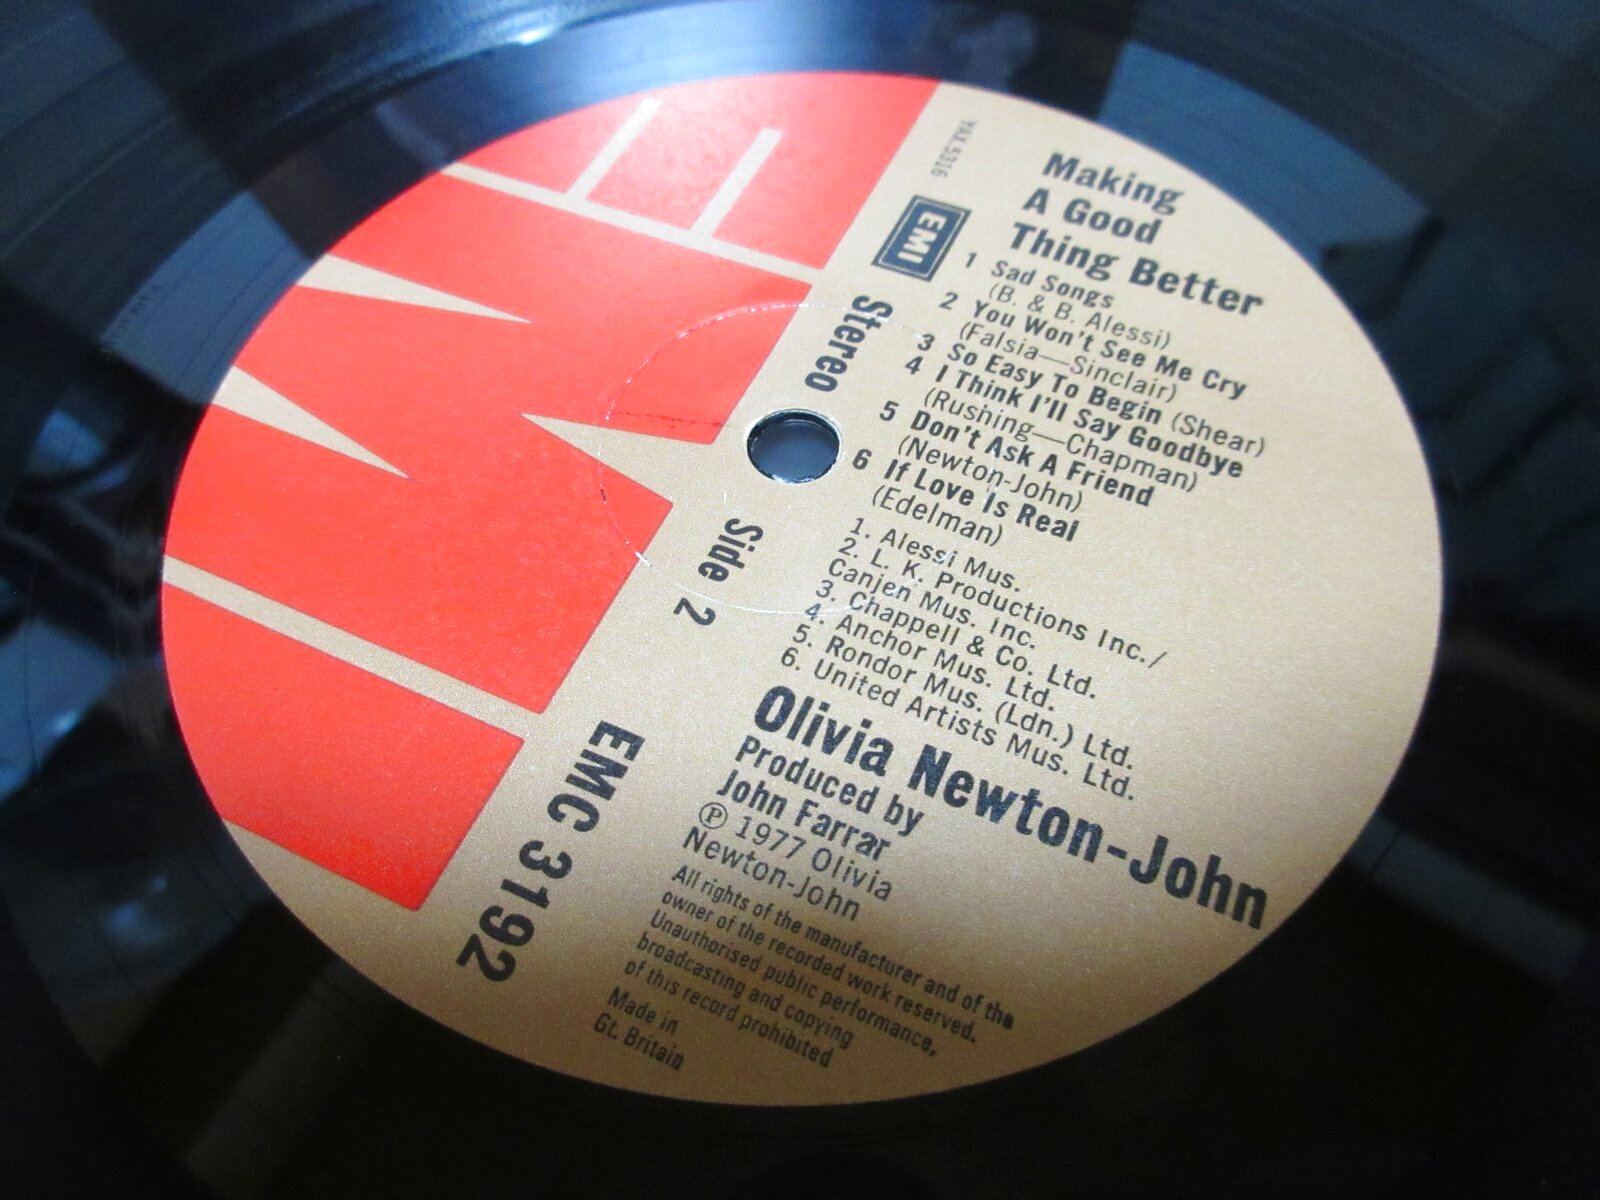 YAX.5316
EMI
Making
A Good
Thing Better
1 Sad Songs
(B. & B. Alessi)
2 You Won't See Me Cry
(Falsia—Sinclair)
3 So Easy To Begin (Shear)
4 I Think I'll Say Goodbye
(Rushing—Chapman)
5 Don't Ask A Friend
(Newton-John)
6 If Love Is Real
(Edelman)
1. Alessi Mus.
2. L. K. Productions Inc./
Canjen Mus. Inc.
3. Chappell & Co. Ltd.
4. Anchor Mus. Ltd.
5. Rondor Mus. (Ldn.) Ltd.
6. United Artists Mus. Ltd.
Olivia Newton-John
Produced by
John Farrar
℗ 1977 Olivia
Newton-John
All rights of the manufacturer and of the
owner of the recorded work reserved.
Unauthorised public performance,
broadcasting and copying
of this record prohibited
Made in
Gt. Britain
Stereo
Side 2
EMC 3192
EMI